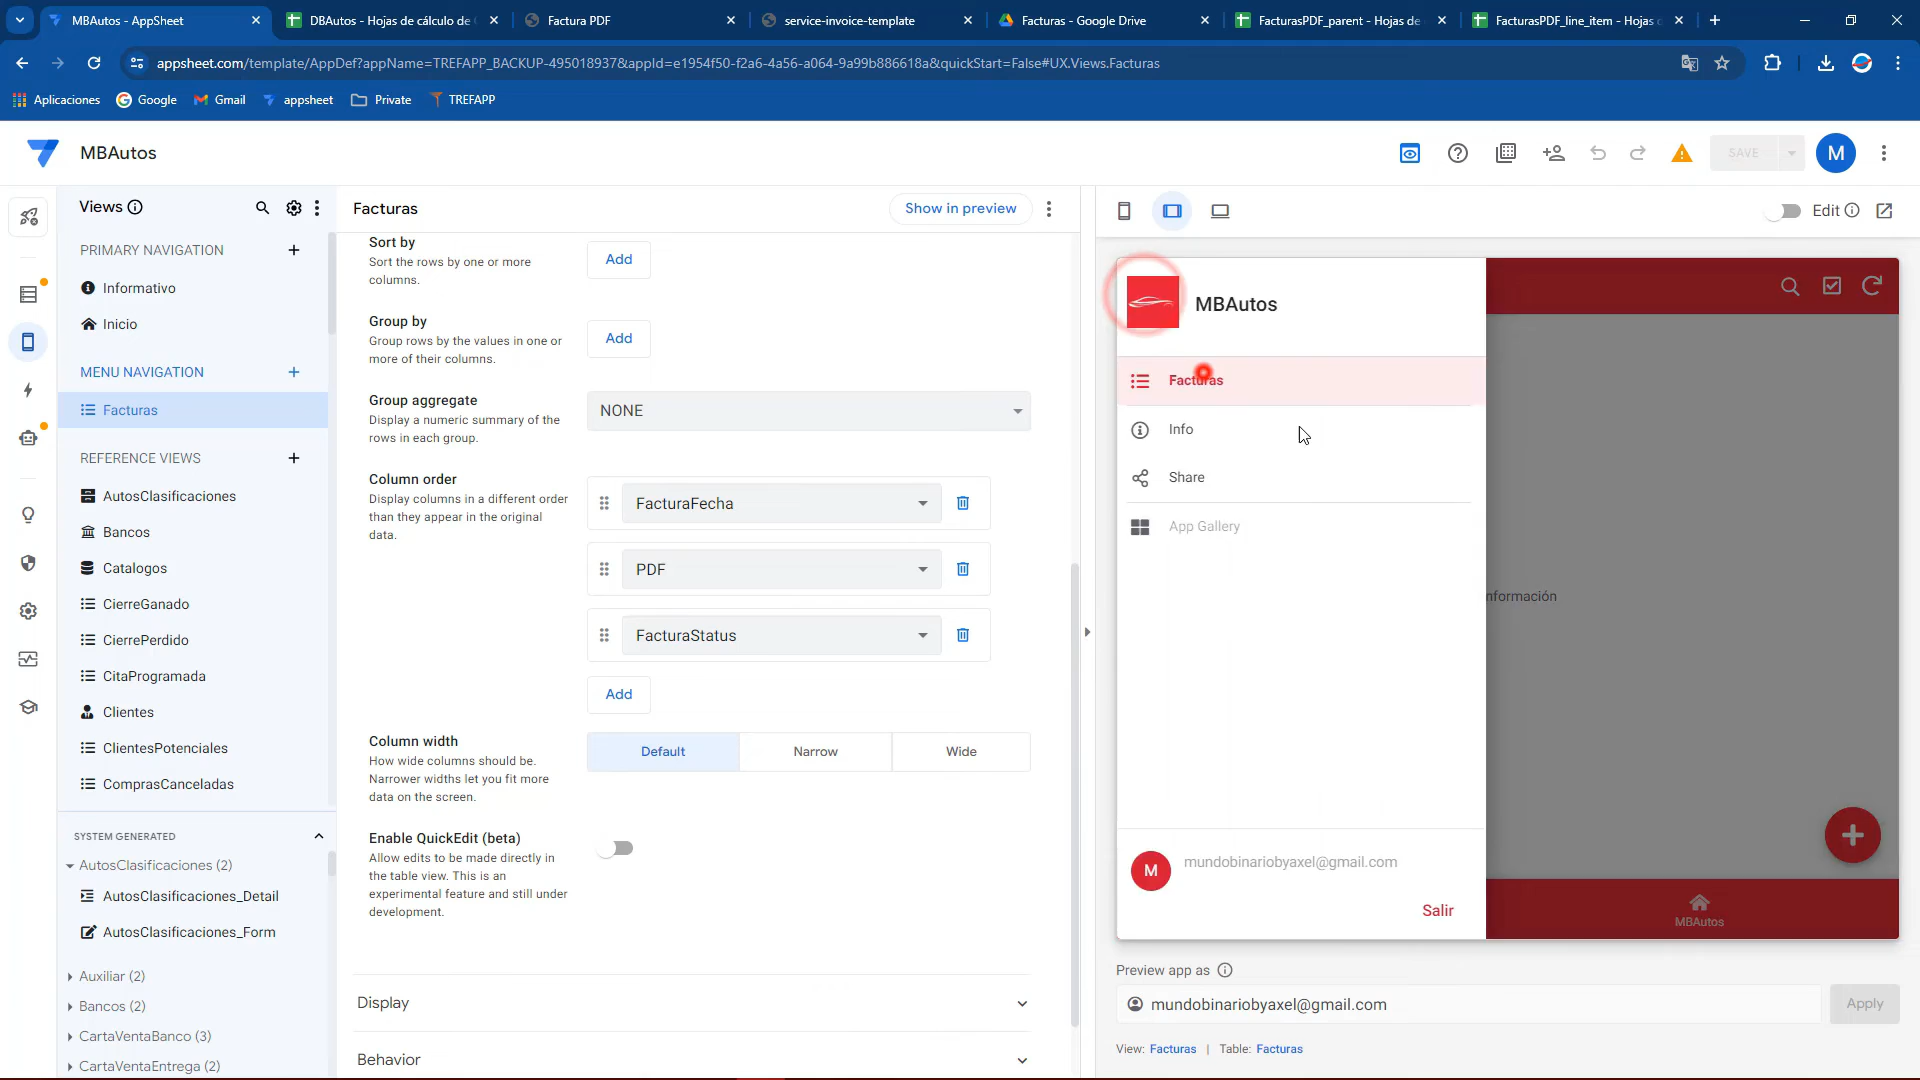 MBAutos - AppSheet
DBAutos - Hojas de cálculo de
Factura PDF
service-invoice-template
Facturas - Google Drive
FacturasPDF_parent - Hojas de
FacturasPDF_line_item - Hojas
appsheet.com/template/AppDef?appName=TREFAPP_BACKUP-495018937&appId=e1954f50-f2a6-4a56-a064-9a99b886618a&quickStart=False#UX.Views.Facturas
Aplicaciones
Google
Gmail
appsheet
Private
TREFAPP
MBAutos
SAVE
M
Views
PRIMARY NAVIGATION
Informativo
Inicio
MENU NAVIGATION
Facturas
REFERENCE VIEWS
AutosClasificaciones
Bancos
Catalogos
CierreGanado
CierrePerdido
CitaProgramada
Clientes
ClientesPotenciales
ComprasCanceladas
SYSTEM GENERATED
AutosClasificaciones (2)
AutosClasificaciones_Detail
AutosClasificaciones_Form
Auxiliar (2)
Bancos (2)
CartaVentaBanco (3)
CartaVentaEntrega (2)
Facturas
Show in preview
Sort by
Sort the rows by one or more
columns.
Add
Group by
Group rows by the values in one or
more of their columns.
Add
Group aggregate
Display a numeric summary of the
rows in each group.
NONE
Column order
Display columns in a different order
than they appear in the original
data.
FacturaFecha
PDF
FacturaStatus
Add
Column width
How wide columns should be.
Narrower widths let you fit more
data on the screen.
Default
Narrow
Wide
Enable QuickEdit (beta)
Allow edits to be made directly in
the table view. This is an
experimental feature and still under
development.
Display
Behavior
Edit
MBAutos
Facturas
Info
Share
App Gallery
nformación
M
mundobinariobyaxel@gmail.com
Salir
MBAutos
Preview app as
mundobinariobyaxel@gmail.com
Apply
View: Facturas | Table: Facturas